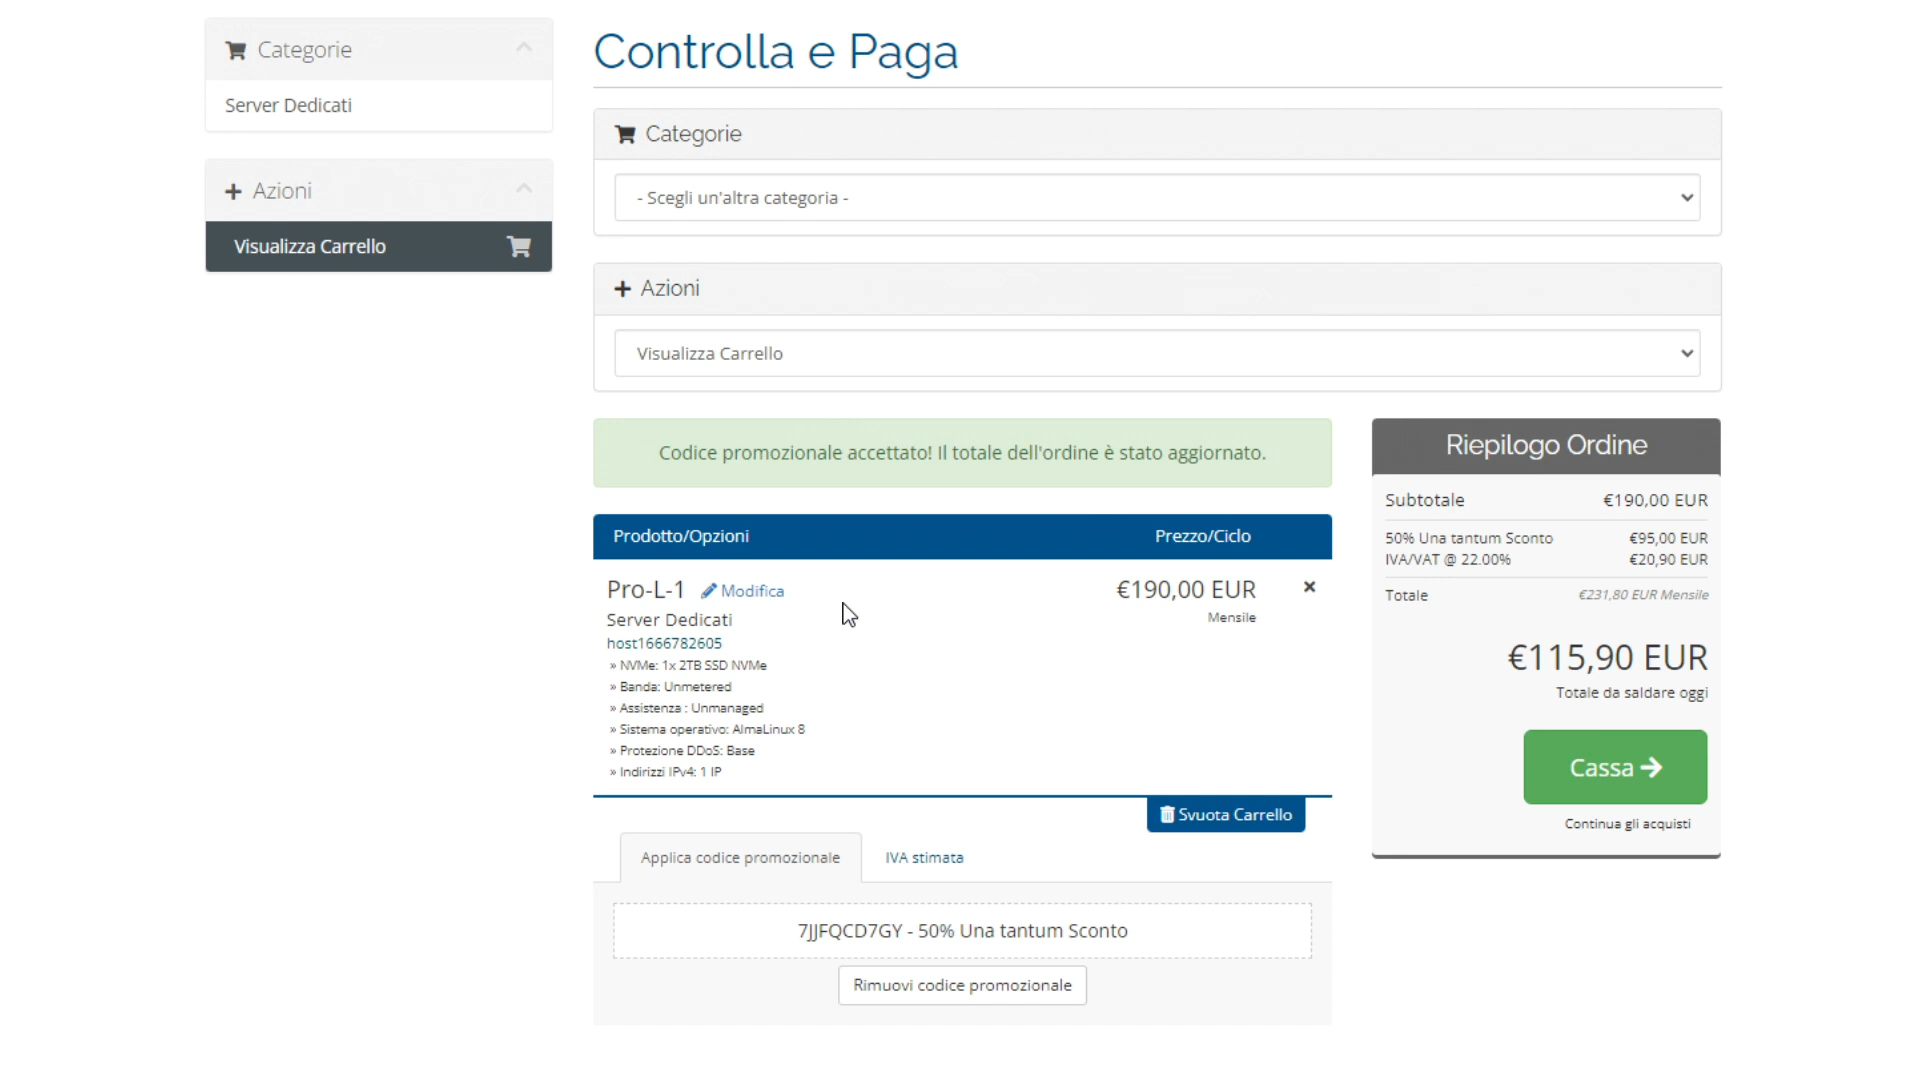 Categorie
Server Dedicati
Azioni
Visualizza Carrello
Controlla e Paga
Categorie
- Scegli un'altra categoria -
Azioni
Visualizza Carrello
Codice promozionale accettato! Il totale dell'ordine è stato aggiornato.
Prodotto/Opzioni Prezzo/Ciclo
Pro-L-1 Modifica €190,00 EUR
Server Dedicati Mensile
host1666782605
» NVMe: 1x 2TB SSD NVMe
» Banda: Unmetered
» Assistenza : Unmanaged
» Sistema operativo: AlmaLinux 8
» Protezione DDoS: Base
» Indirizzi IPv4: 1 IP
Svuota Carrello
Applica codice promozionale IVA stimata
7JJFQCD7GY - 50% Una tantum Sconto
Rimuovi codice promozionale
Riepilogo Ordine
Subtotale €190,00 EUR
50% Una tantum Sconto €95,00 EUR
IVA/VAT @ 22.00% €20,90 EUR
Totale €231,80 EUR Mensile
€115,90 EUR
Totale da saldare oggi
Cassa
Continua gli acquisti